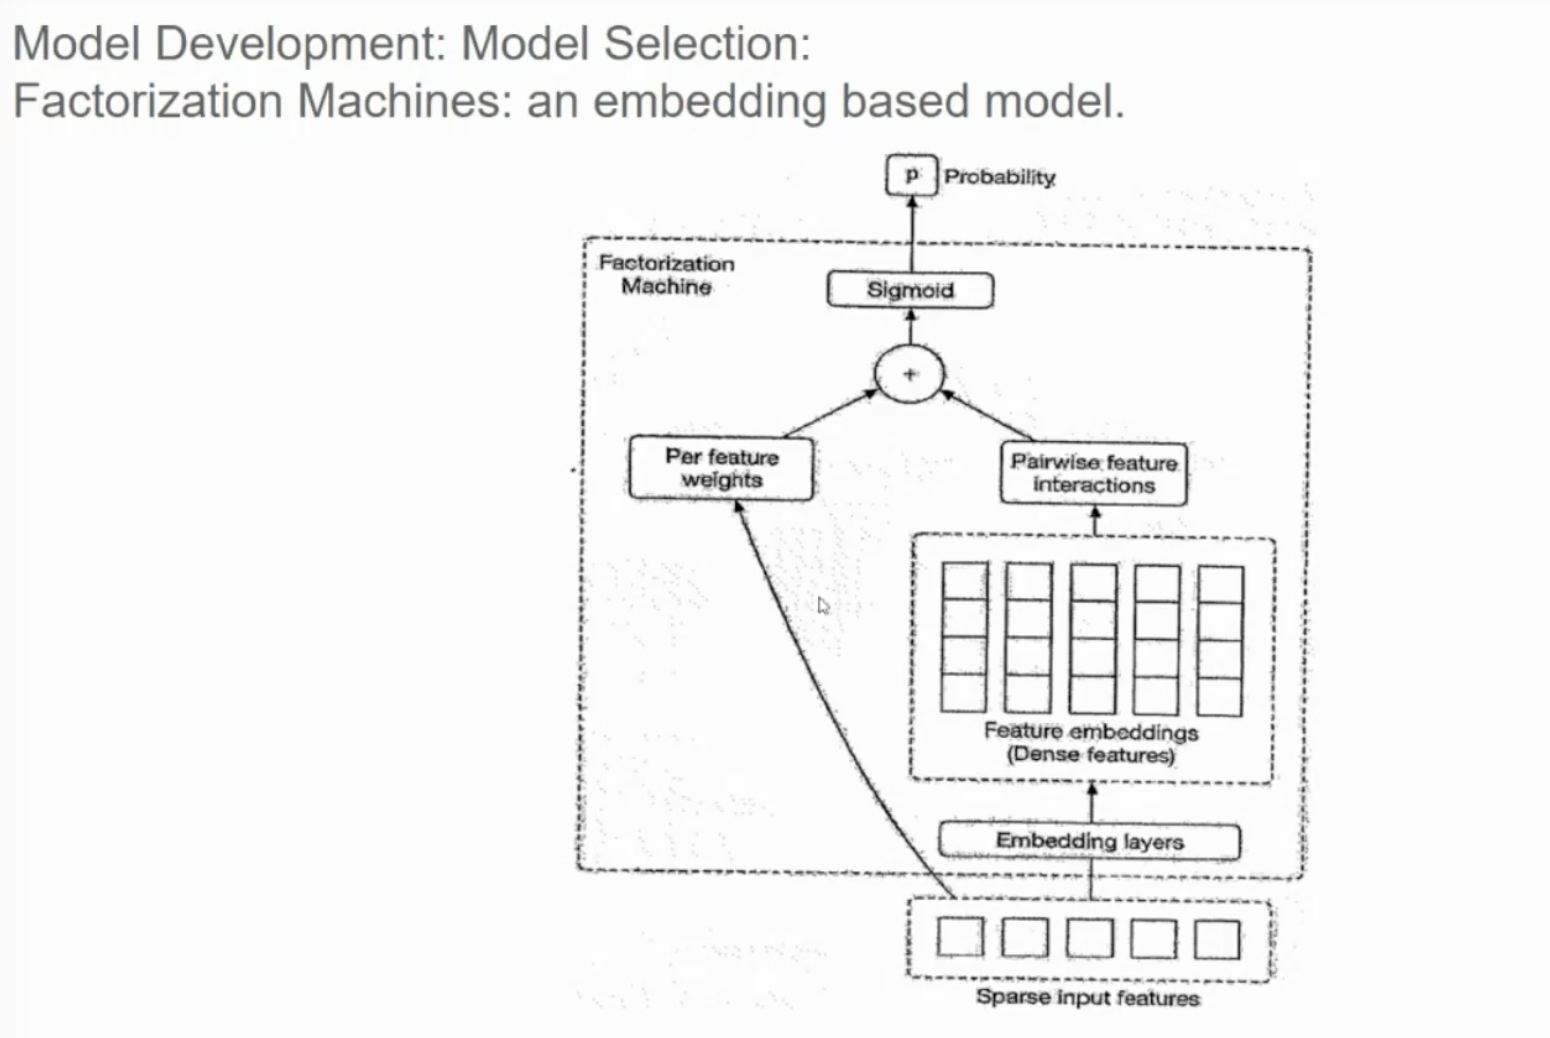 Model Development: Model Selection:
Factorization Machines: an embedding based model.
p
Probability
Factorization
Machine
Sigmoid
+
Per feature
weights
Pairwise feature
interactions
Feature embeddings
(Dense features)
Embedding layers
Sparse input features